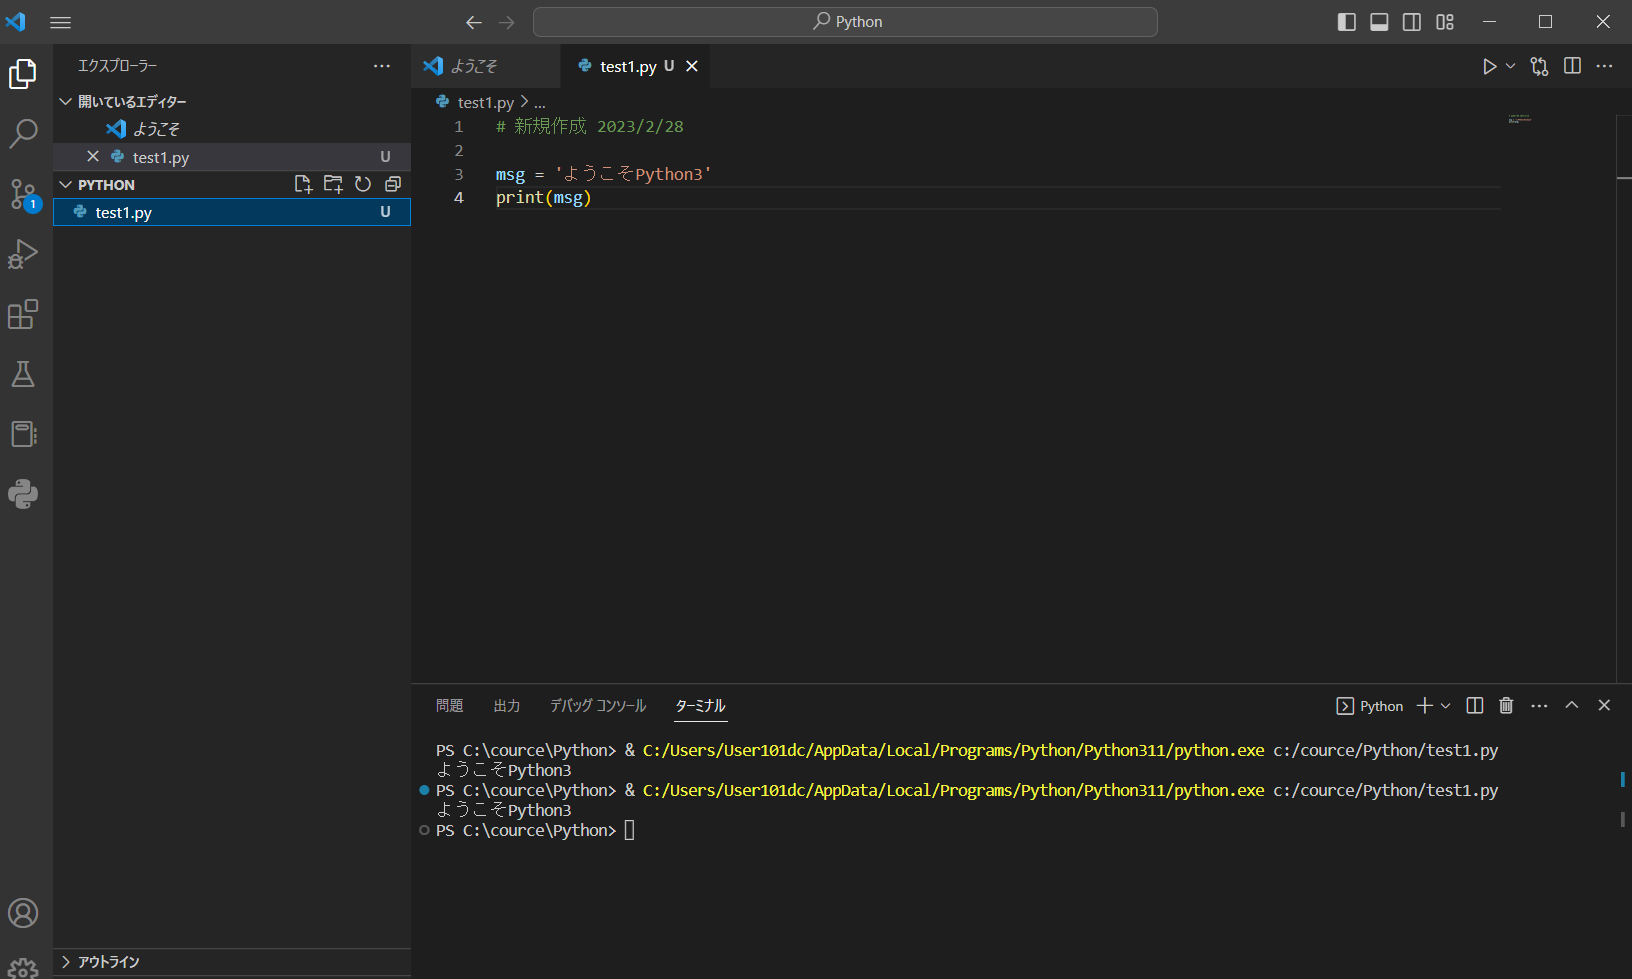 Python
エクスプローラー
開いているエディター
ようこそ
test1.py U
PYTHON
test1.py U
1
アウトライン
ようこそ
test1.py U
test1.py > ...
1 # 新規作成 2023/2/28
2
3 msg = 'ようこそPython3'
4 print(msg)
問題 出力 デバッグ コンソール ターミナル
Python
PS C:\cource\Python> & C:/Users/User101dc/AppData/Local/Programs/Python/Python311/python.exe c:/cource/Python/test1.py
ようこそPython3
PS C:\cource\Python> & C:/Users/User101dc/AppData/Local/Programs/Python/Python311/python.exe c:/cource/Python/test1.py
ようこそPython3
PS C:\cource\Python>